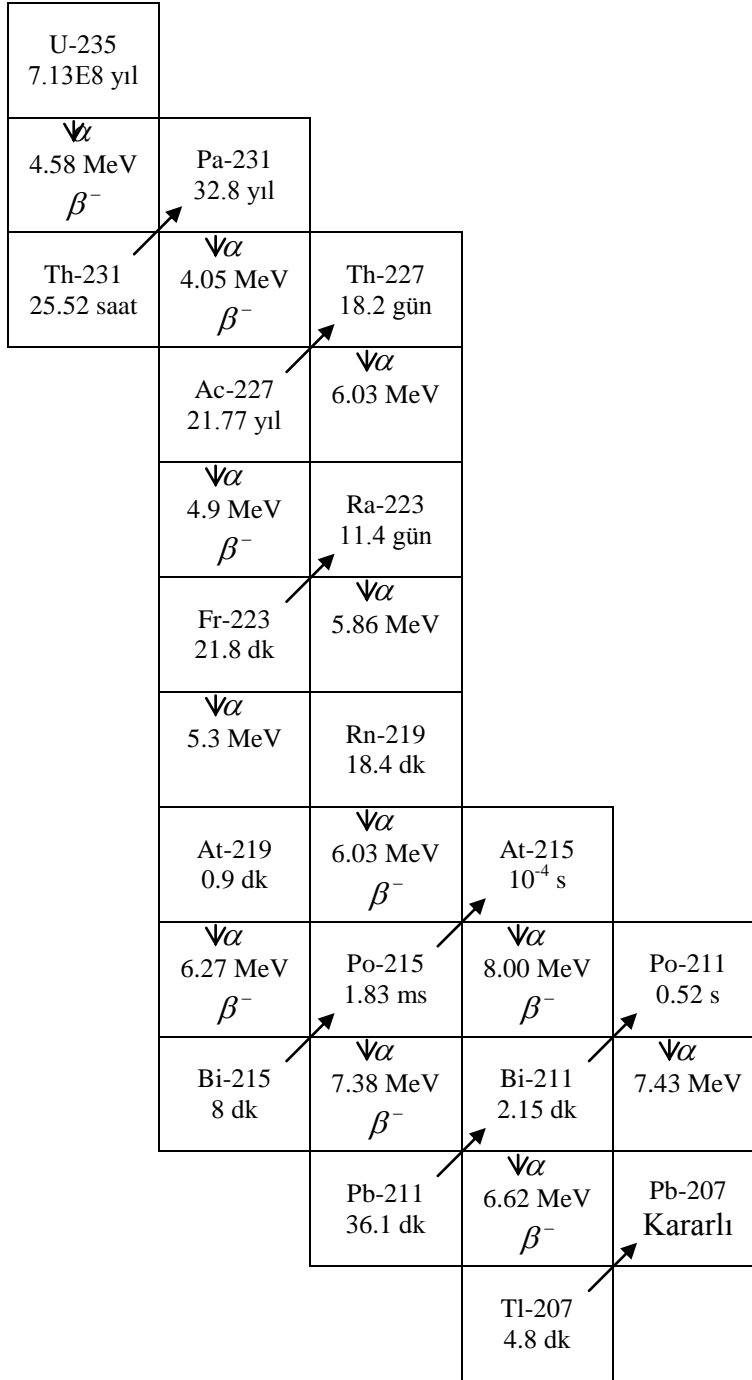 U-235
7.13E8 yıl
α
4.58 MeV
β⁻
Pa-231
32.8 yıl
Th-231
25.52 saat
α
4.05 MeV
β⁻
Th-227
18.2 gün
Ac-227
21.77 yıl
α
6.03 MeV
α
4.9 MeV
β⁻
Ra-223
11.4 gün
Fr-223
21.8 dk
α
5.86 MeV
α
5.3 MeV
Rn-219
18.4 dk
At-219
0.9 dk
α
6.03 MeV
β⁻
At-215
10⁻⁴ s
α
6.27 MeV
β⁻
Po-215
1.83 ms
α
8.00 MeV
β⁻
Po-211
0.52 s
Bi-215
8 dk
α
7.38 MeV
β⁻
Bi-211
2.15 dk
α
7.43 MeV
Pb-211
36.1 dk
α
6.62 MeV
β⁻
Pb-207
Kararlı
Tl-207
4.8 dk